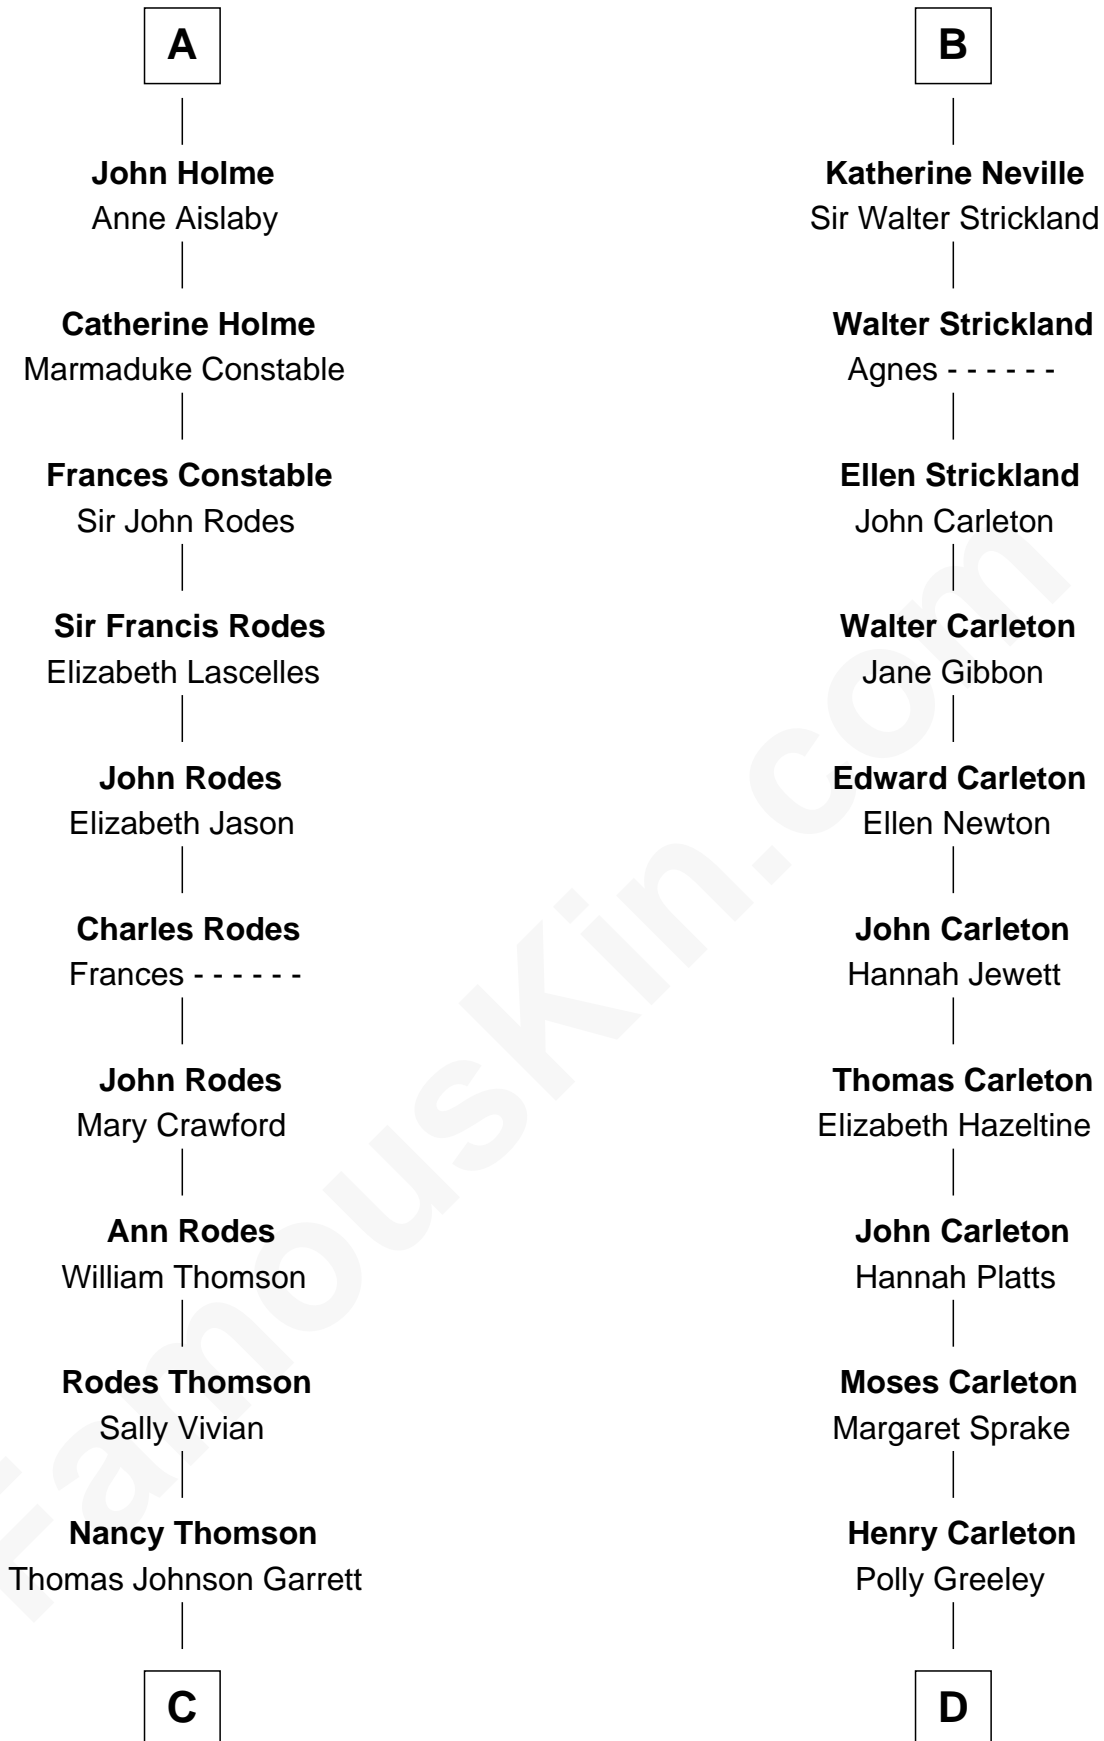 A
John Holme
Anne Aislaby
Catherine Holme
Marmaduke Constable
Frances Constable
Sir John Rodes
Sir Francis Rodes
Elizabeth Lascelles
John Rodes
Elizabeth Jason
Charles Rodes
Frances - - - - - -
John Rodes
Mary Crawford
Ann Rodes
William Thomson
Rodes Thomson
Sally Vivian
Nancy Thomson
Thomas Johnson Garrett
C
B
Katherine Neville
Sir Walter Strickland
Walter Strickland
Agnes - - - - - -
Ellen Strickland
John Carleton
Walter Carleton
Jane Gibbon
Edward Carleton
Ellen Newton
John Carleton
Hannah Jewett
Thomas Carleton
Elizabeth Hazeltine
John Carleton
Hannah Platts
Moses Carleton
Margaret Sprake
Henry Carleton
Polly Greeley
D
FamousKin.com